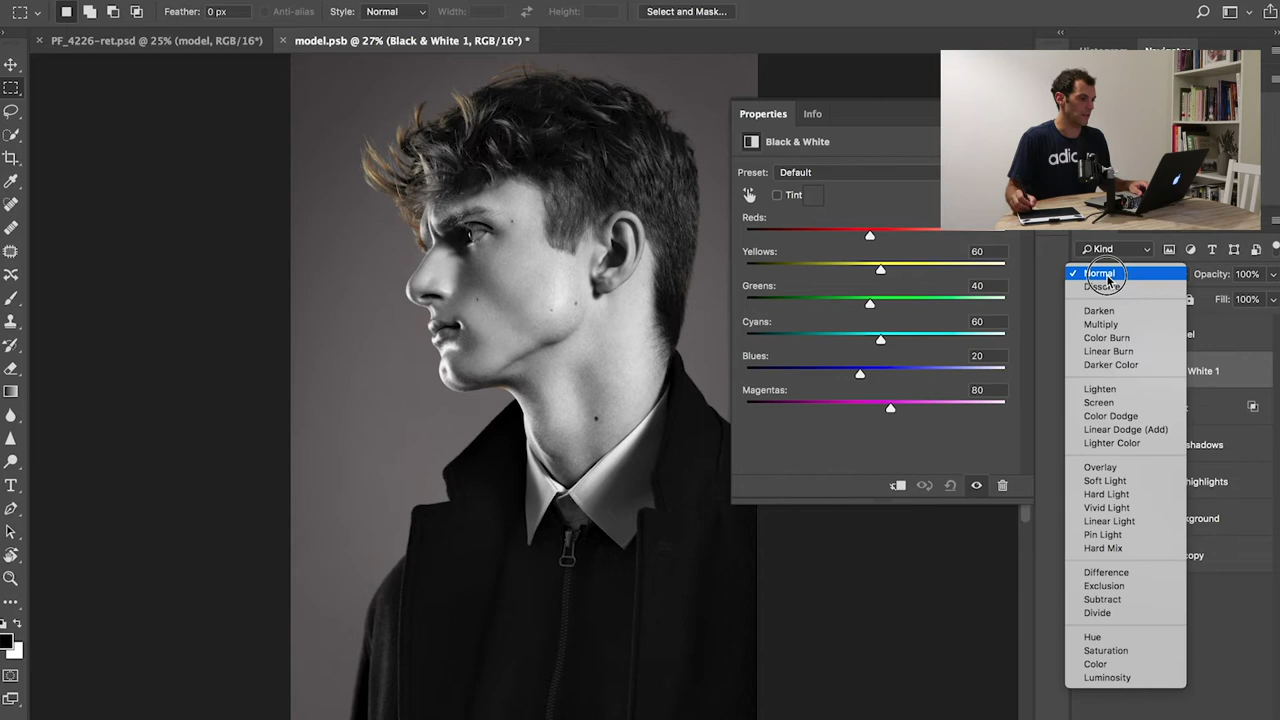 Feather: 0 px Anti-alias Style: Normal Width: Height: Select and Mask...
× PF_4226-ret.psd @ 25% (model, RGB/16*) × model.psb @ 27% (Black & White 1, RGB/16*) *
Properties Info
Black & White
Preset: Default
Tint
Reds:
Yellows: 60
Greens: 40
Cyans: 60
Blues: 20
Magentas: 80
adic
Kind
Normal Opacity: 100%
Dissolve
Fill: 100%
Darken
Multiply
Color Burn
Linear Burn
Darker Color
Lighten
Screen
Color Dodge
Linear Dodge (Add)
Lighter Color
Overlay
Soft Light
Hard Light
Vivid Light
Linear Light
Pin Light
Hard Mix
Difference
Exclusion
Subtract
Divide
Hue
Saturation
Color
Luminosity
el
White 1
shadows
highlights
kground
copy